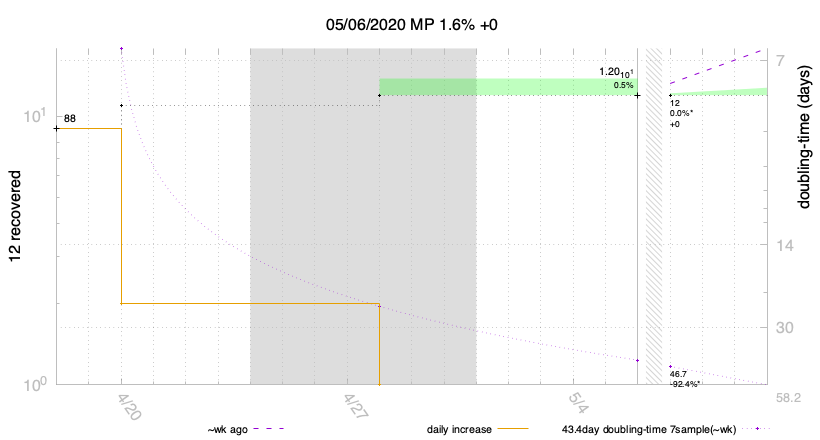 05/06/2020 MP 1.6% +0
12 recovered
doubling-time (days)
10¹
10⁰
88
1.20₁₀¹
0.5%
12
0.0%*
+0
46.7
-92.4%*
7
14
30
58.2
4/20
4/27
5/4
~wk ago
daily increase
43.4day doubling-time 7sample(~wk)